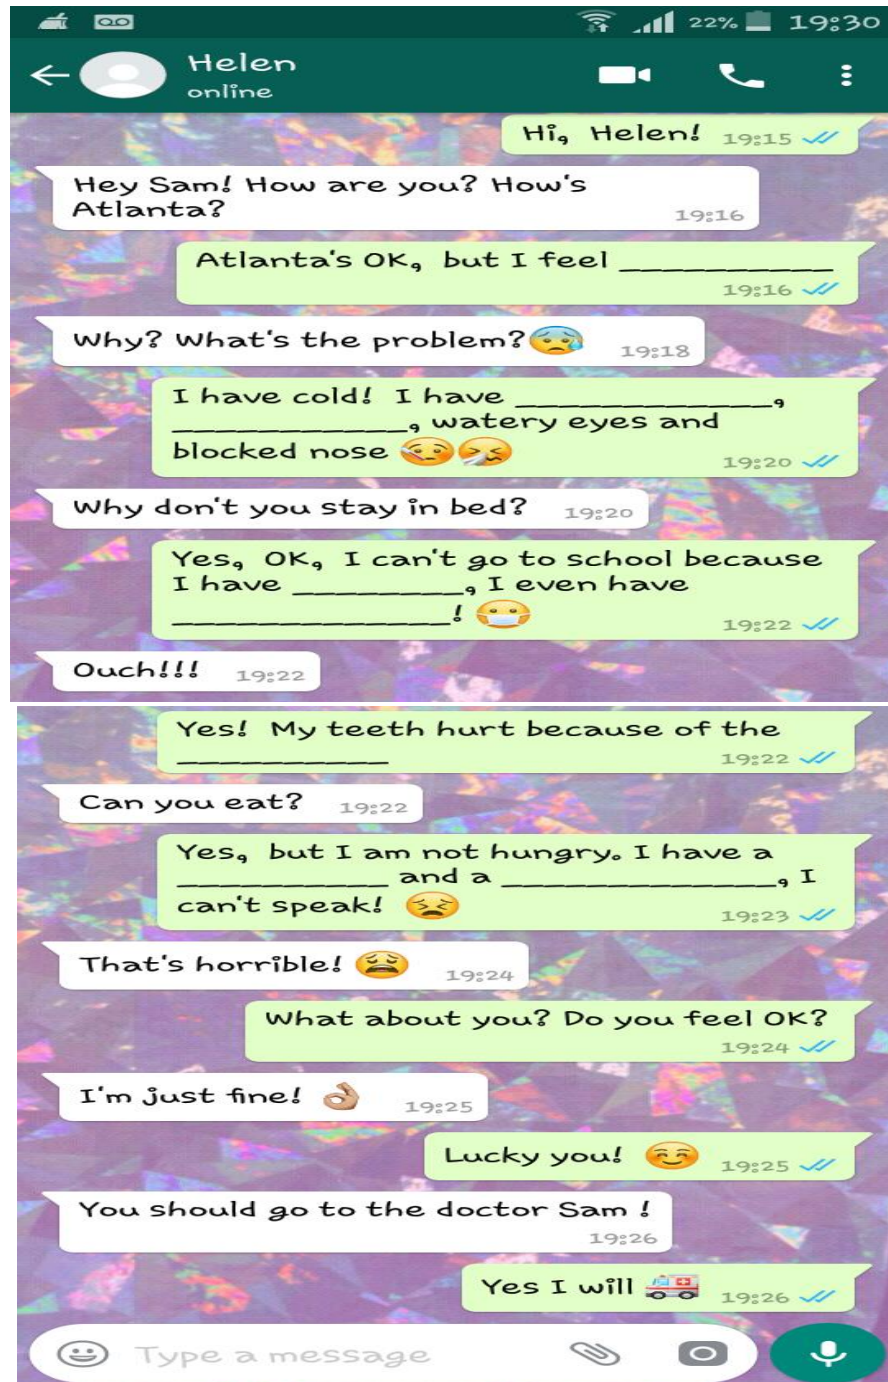 22% 19:30
Helen
online
Hi, Helen! 19:15
Hey Sam! How are you? How's
Atlanta?
19:16
Atlanta's OK, but I feel __________
19:16
Why? What's the problem? 19:18
I have cold! I have ____________,
___________, watery eyes and
blocked nose
19:20
Why don't you stay in bed? 19:20
Yes, OK, I can't go to school because
I have ________, I even have
_____________!
19:22
Ouch!!! 19:22
Yes! My teeth hurt because of the
__________
19:22
Can you eat? 19:22
Yes, but I am not hungry. I have a
__________ and a _____________, I
can't speak!
19:23
That's horrible! 19:24
What about you? Do you feel OK?
19:24
I'm just fine! 19:25
Lucky you! 19:25
You should go to the doctor Sam !
19:26
Yes I will 19:26
Type a message